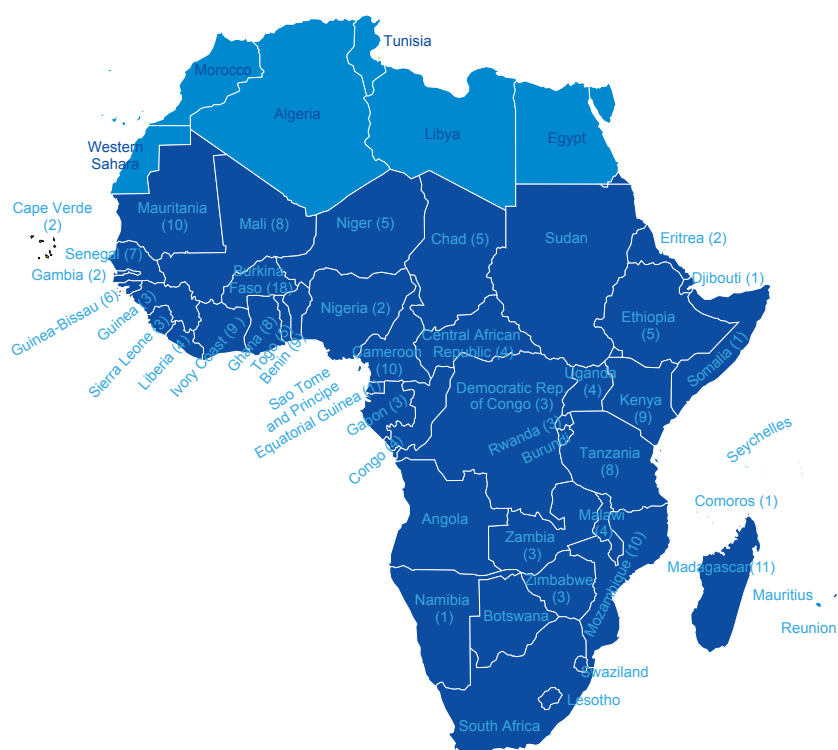 Tunisia
Morocco
Algeria
Libya
Egypt
Western
Sahara
Cape Verde
(2)
Mauritania
(10)
Mali (8)
Niger (5)
Chad (5)
Sudan
Eritrea (2)
Senegal (7)
Gambia (2)
Djibouti (1)
Burkina
Faso (18)
Guinea-Bissau (6)
Guinea (3)
Sierra Leone (3)
Liberia (4)
Ivory Coast (9)
Ghana (8)
Togo
Benin (9)
Nigeria (2)
Cameroon
(10)
Central African
Republic (4)
Ethiopia
(5)
Somalia (1)
Sao Tome
and Principe
Equatorial Guinea (1)
Gabon (3)
Congo
Democratic Rep
of Congo (3)
Uganda
(4)
Kenya
(9)
Rwanda (3)
Burundi
Tanzania
(8)
Seychelles
Comoros (1)
Angola
Zambia
(3)
Malawi
(4)
Mozambique (10)
Madagascar(11)
Mauritius
Reunion
Namibia
(1)
Zimbabwe
(3)
Botswana
Swaziland
Lesotho
South Africa